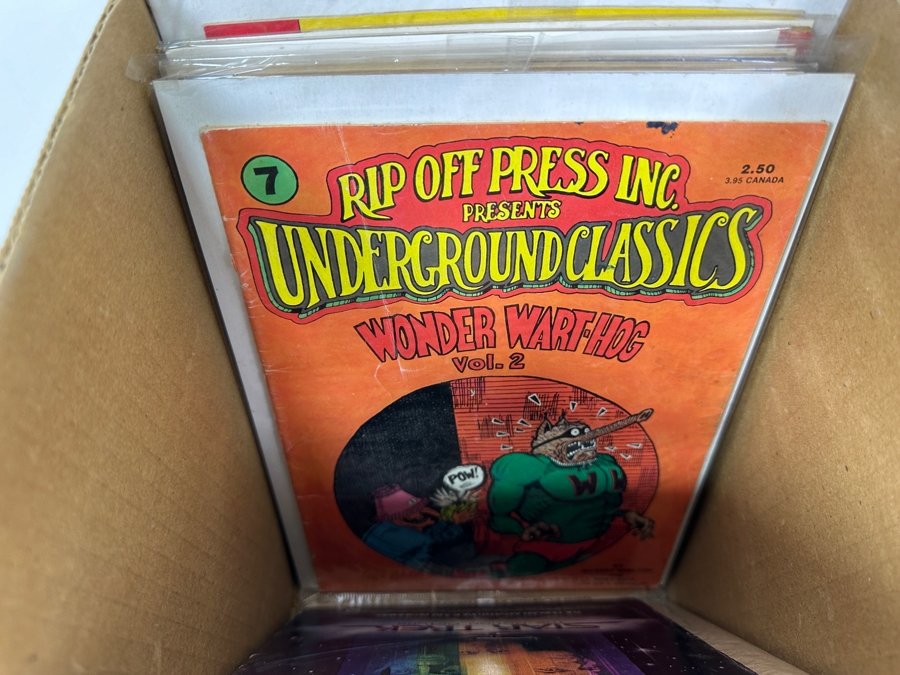 7
RIP OFF PRESS INC.
2.50
3.95 CANADA
PRESENTS
UNDERGROUND CLASSICS
WONDER WART-HOG
VOL. 2
POW!
W H